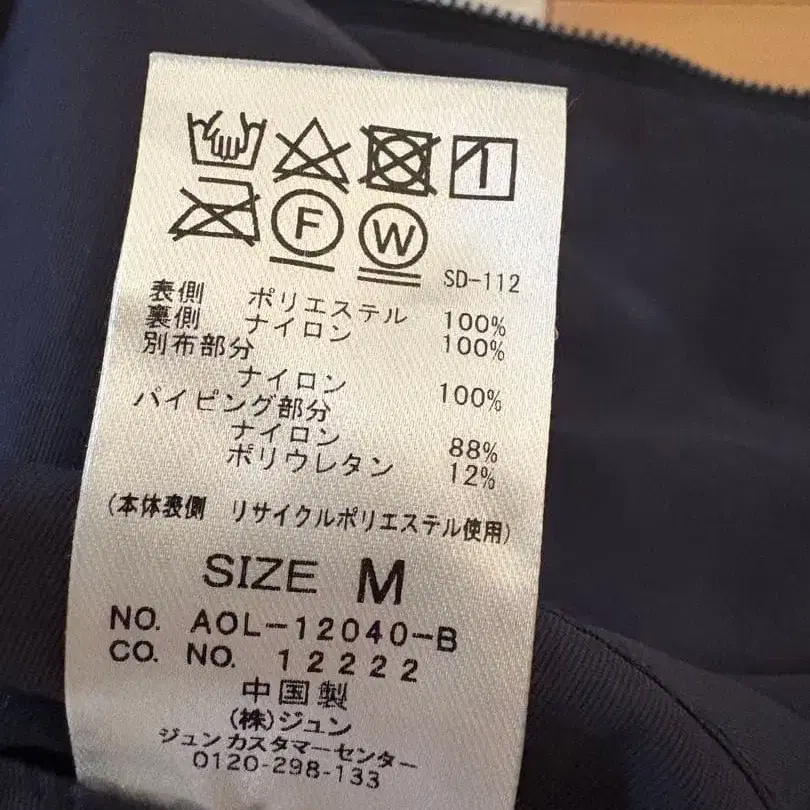 F W SD-112
表側 ポリエステル 100%
裏側 ナイロン 100%
別布部分
ナイロン 100%
パイピング部分
ナイロン 88%
ポリウレタン 12%
(本体表側 リサイクルポリエステル使用)
SIZE M
NO. AOL-12040-B
CO. NO. 12222
中国製
(株)ジュン
ジュンカスタマーセンター
0120-298-133